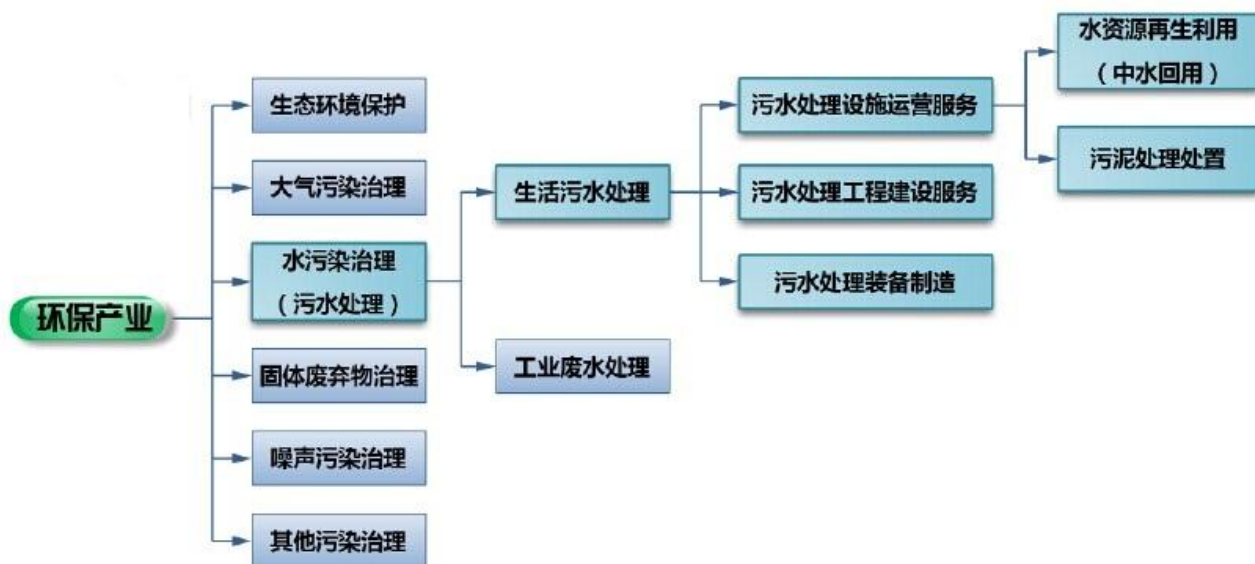 环保产业
生态环境保护
大气污染治理
水污染治理
（污水处理）
固体废弃物治理
噪声污染治理
其他污染治理
生活污水处理
工业废水处理
污水处理设施运营服务
污水处理工程建设服务
污水处理装备制造
水资源再生利用
（中水回用）
污泥处理处置